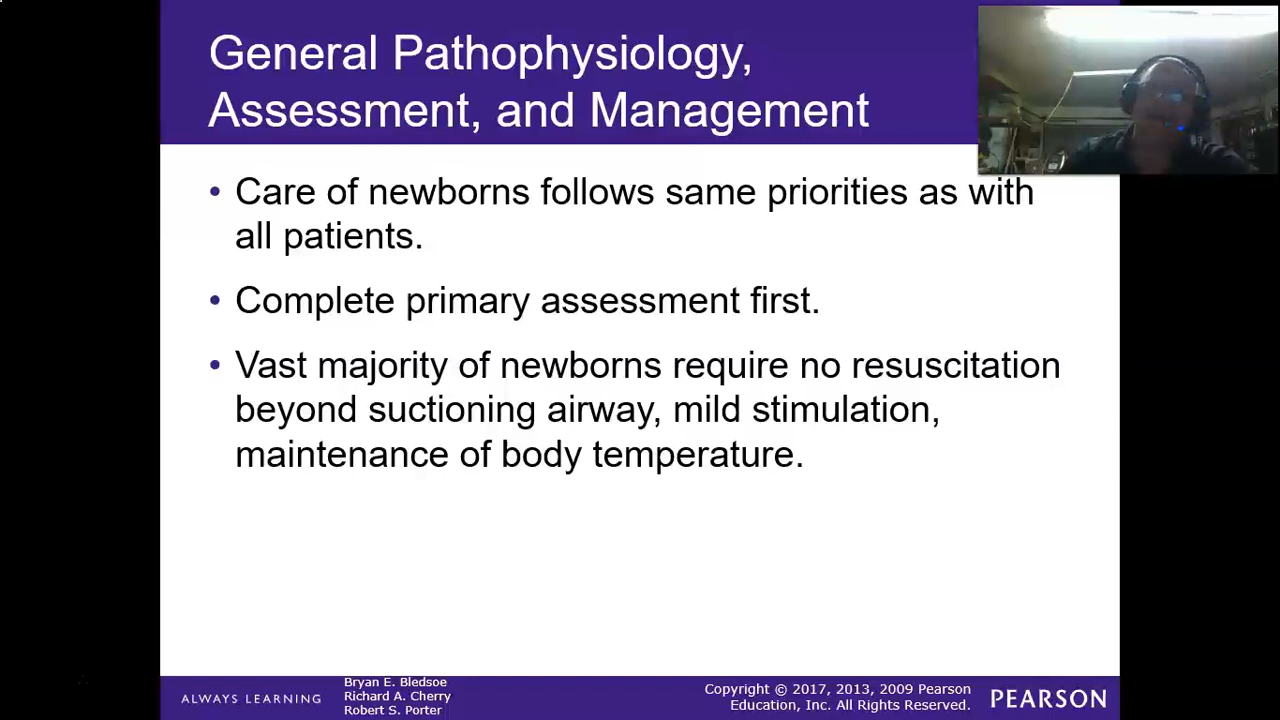 General Pathophysiology,
Assessment, and Management
• Care of newborns follows same priorities as with
all patients.
• Complete primary assessment first.
• Vast majority of newborns require no resuscitation
beyond suctioning airway, mild stimulation,
maintenance of body temperature.
ALWAYS LEARNING
Bryan E. Bledsoe
Richard A. Cherry
Robert S. Porter
Copyright © 2017, 2013, 2009 Pearson
Education, Inc. All Rights Reserved.
PEARSON